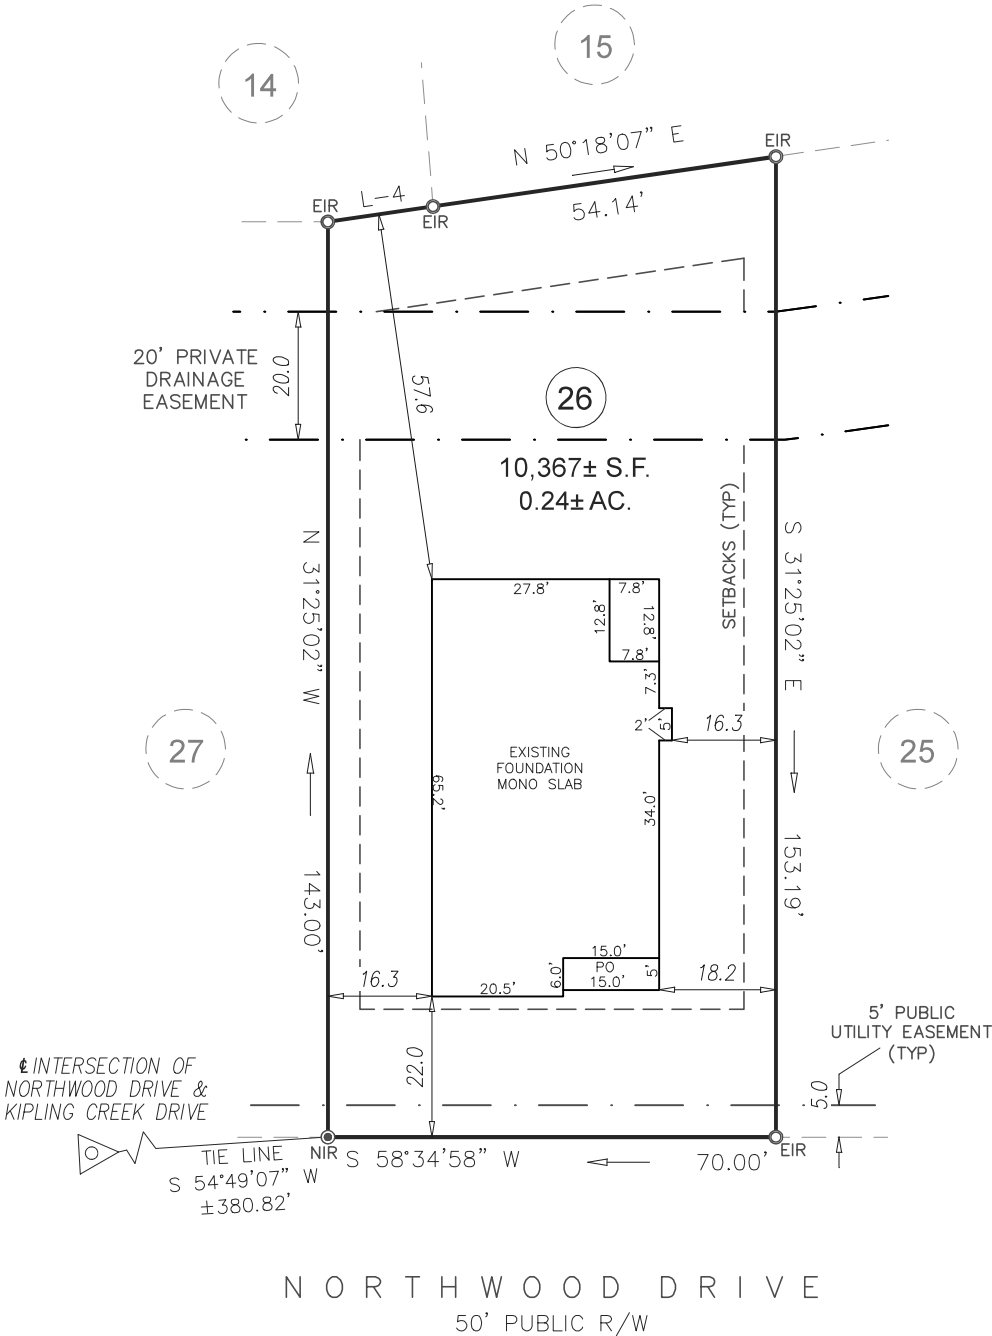 15
14
N 50°18'07" E
EIR
L-4
EIR
EIR
54.14'
20' PRIVATE
DRAINAGE
EASEMENT
20.0
57.6
26
10,367± S.F.
0.24± AC.
SETBACKS (TYP)
N 31°25'02" W
143.00'
S 31°25'02" E
153.19'
27.8'
7.8'
12.8'
12.8'
7.8'
7.3'
2'
5'
16.3
27
25
EXISTING
FOUNDATION
MONO SLAB
65.2'
34.0'
15.0'
PO
15.0'
6.0'
5'
20.5'
16.3
18.2
22.0
5' PUBLIC
UTILITY EASEMENT
(TYP)
5.0
℄ INTERSECTION OF
NORTHWOOD DRIVE &
KIPLING CREEK DRIVE
NIR
EIR
TIE LINE
S 54°49'07" W
±380.82'
S 58°34'58" W
70.00'
NORTHWOOD DRIVE
50' PUBLIC R/W